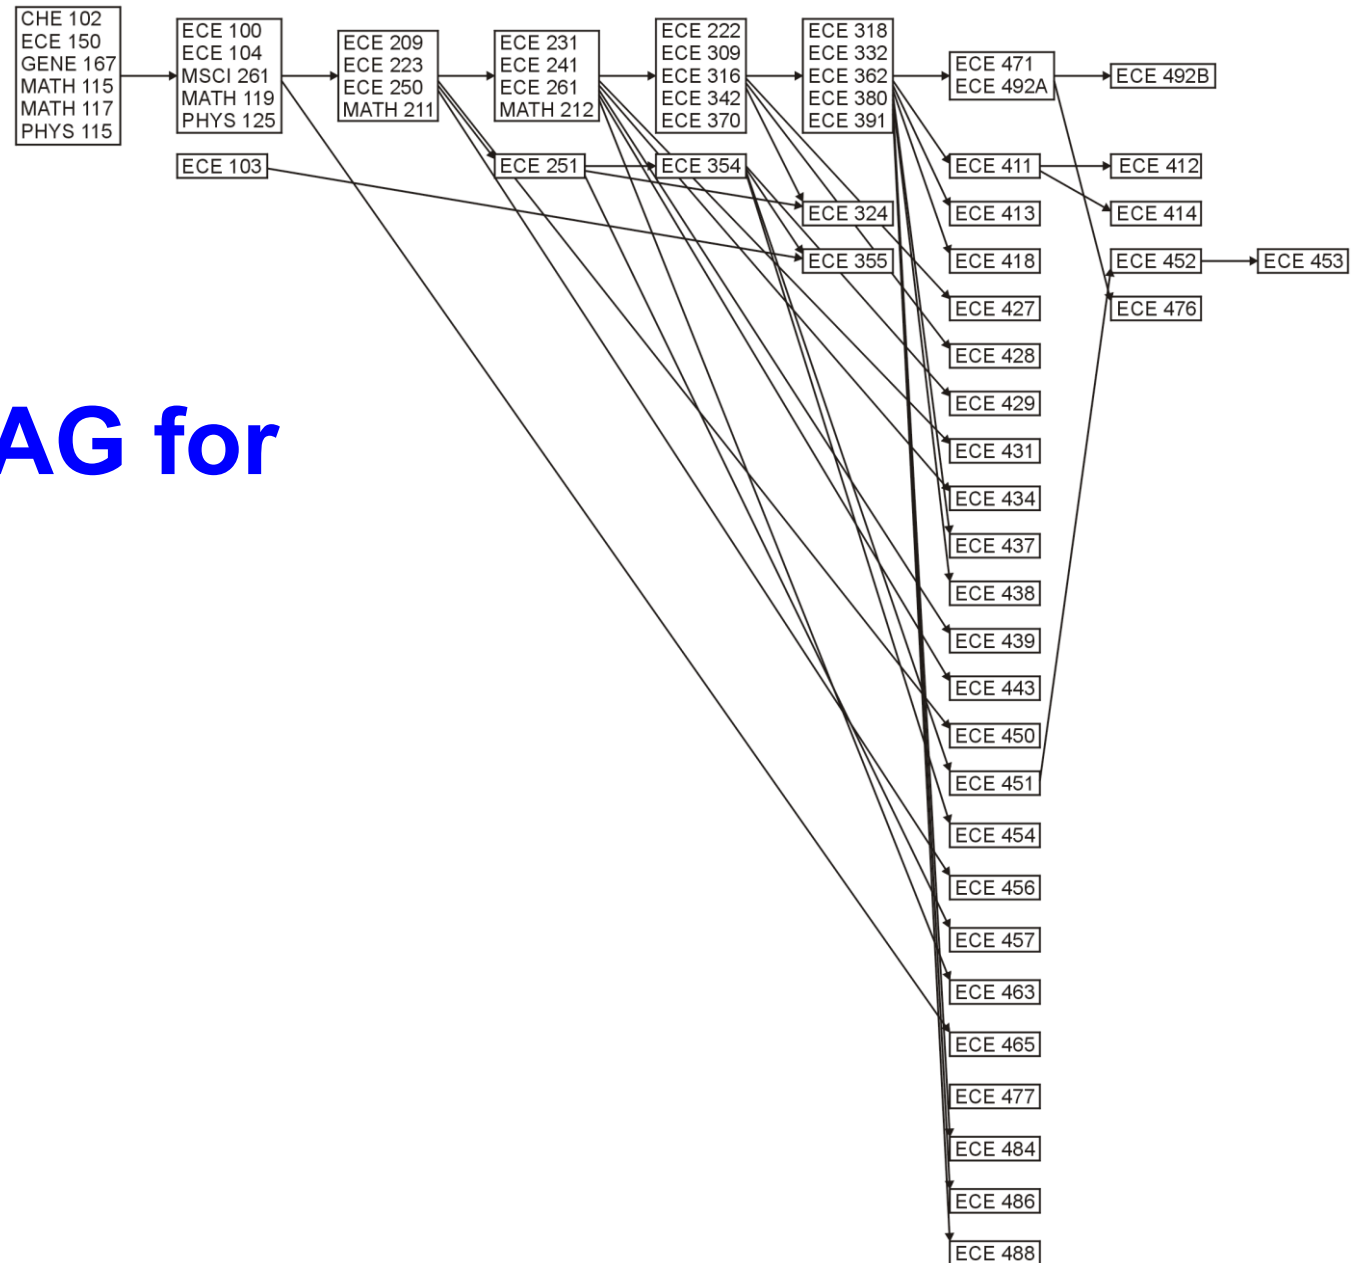 CHE 102
ECE 150
GENE 167
MATH 115
MATH 117
PHYS 115
ECE 100
ECE 104
MSCI 261
MATH 119
PHYS 125
ECE 103
ECE 209
ECE 223
ECE 250
MATH 211
ECE 231
ECE 241
ECE 261
MATH 212
ECE 251
ECE 222
ECE 309
ECE 316
ECE 342
ECE 370
ECE 354
ECE 318
ECE 332
ECE 362
ECE 380
ECE 391
ECE 324
ECE 355
ECE 471
ECE 492A
ECE 411
ECE 413
ECE 418
ECE 427
ECE 428
ECE 429
ECE 431
ECE 434
ECE 437
ECE 438
ECE 439
ECE 443
ECE 450
ECE 451
ECE 454
ECE 456
ECE 457
ECE 463
ECE 465
ECE 477
ECE 484
ECE 486
ECE 488
ECE 492B
ECE 412
ECE 414
ECE 452
ECE 476
ECE 453
AG for